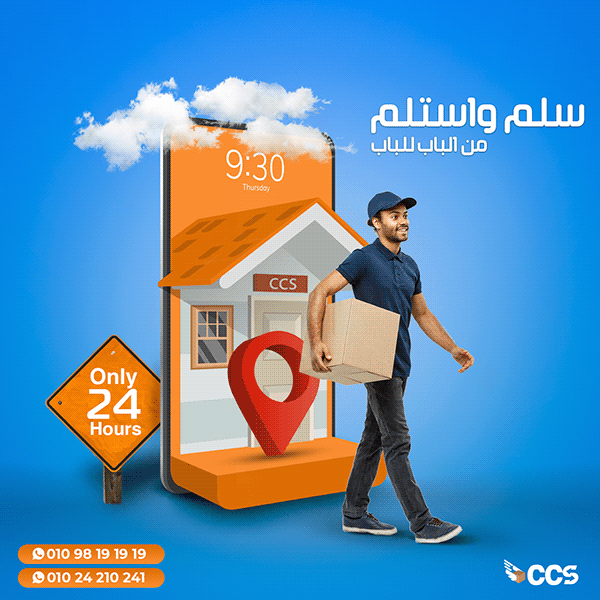 سلم واستلم
من الباب للباب
9:30
Thursday
CCS
Only
24
Hours
010 98 19 19 19
010 24 210 241
CCS